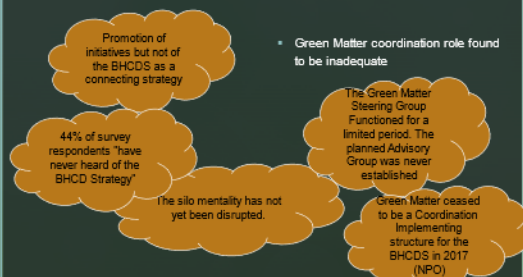 Promotion of
initiatives but not of
the BHCDS as a
connecting strategy
▪ Green Matter coordination role found
to be inadequate
44% of survey
respondents "have
never heard of the
BHCD Strategy"
The silo mentality has not
yet been disrupted.
The Green Matter
Steering Group
Functioned for a
limited period. The
planned Advisory
Group was never
established
Green Matter ceased
to be a Coordination
Implementing
structure for the
BHCDS in 2017
(NPO)